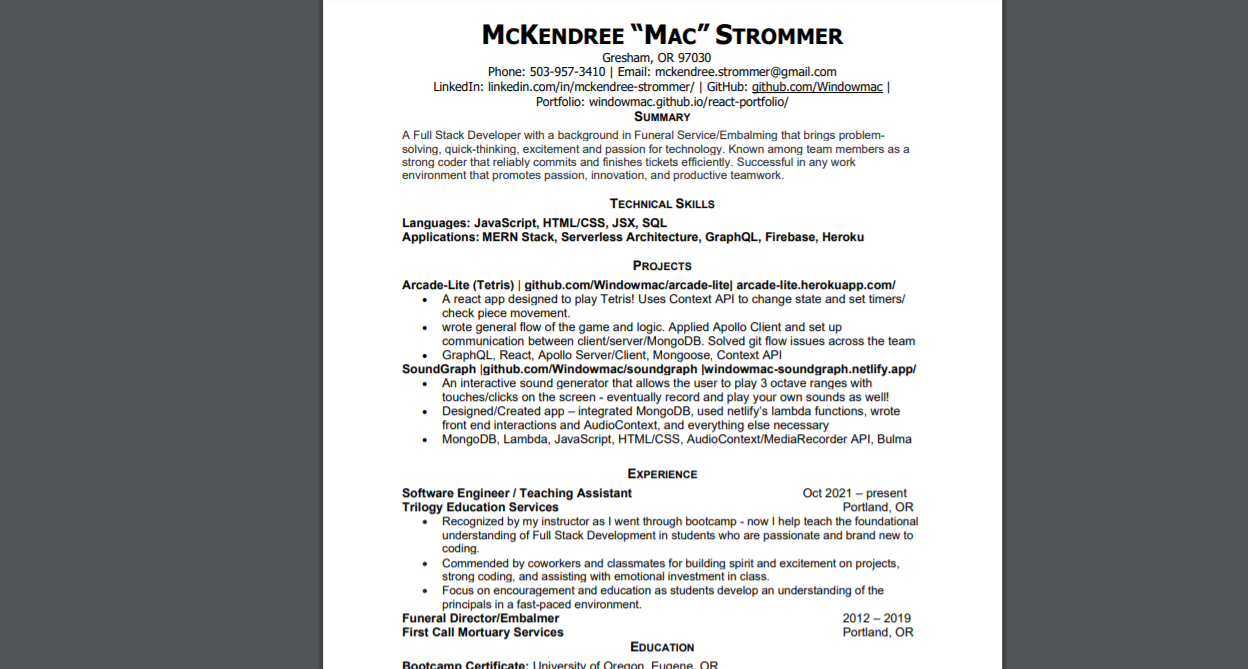 McKendree “Mac” Strommer
Gresham, OR 97030
Phone: 503-957-3410 | Email: mckendree.strommer@gmail.com
LinkedIn: linkedin.com/in/mckendree-strommer/ | GitHub: github.com/Windowmac |
Portfolio: windowmac.github.io/react-portfolio/
Summary
A Full Stack Developer with a background in Funeral Service/Embalming that brings problem-
solving, quick-thinking, excitement and passion for technology. Known among team members as a
strong coder that reliably commits and finishes tickets efficiently. Successful in any work
environment that promotes passion, innovation, and productive teamwork.
Technical Skills
Languages: JavaScript, HTML/CSS, JSX, SQL
Applications: MERN Stack, Serverless Architecture, GraphQL, Firebase, Heroku
Projects
Arcade-Lite (Tetris) | github.com/Windowmac/arcade-lite| arcade-lite.herokuapp.com/
• A react app designed to play Tetris! Uses Context API to change state and set timers/
check piece movement.
• wrote general flow of the game and logic. Applied Apollo Client and set up
communication between client/server/MongoDB. Solved git flow issues across the team
• GraphQL, React, Apollo Server/Client, Mongoose, Context API
SoundGraph |github.com/Windowmac/soundgraph |windowmac-soundgraph.netlify.app/
• An interactive sound generator that allows the user to play 3 octave ranges with
touches/clicks on the screen - eventually record and play your own sounds as well!
• Designed/Created app – integrated MongoDB, used netlify’s lambda functions, wrote
front end interactions and AudioContext, and everything else necessary
• MongoDB, Lambda, JavaScript, HTML/CSS, AudioContext/MediaRecorder API, Bulma
Experience
Software Engineer / Teaching Assistant Oct 2021 – present
Trilogy Education Services Portland, OR
• Recognized by my instructor as I went through bootcamp - now I help teach the foundational
understanding of Full Stack Development in students who are passionate and brand new to
coding.
• Commended by coworkers and classmates for building spirit and excitement on projects,
strong coding, and assisting with emotional investment in class.
• Focus on encouragement and education as students develop an understanding of the
principals in a fast-paced environment.
Funeral Director/Embalmer 2012 – 2019
First Call Mortuary Services Portland, OR
Education
Bootcamp Certificate: University of Oregon, Eugene, OR